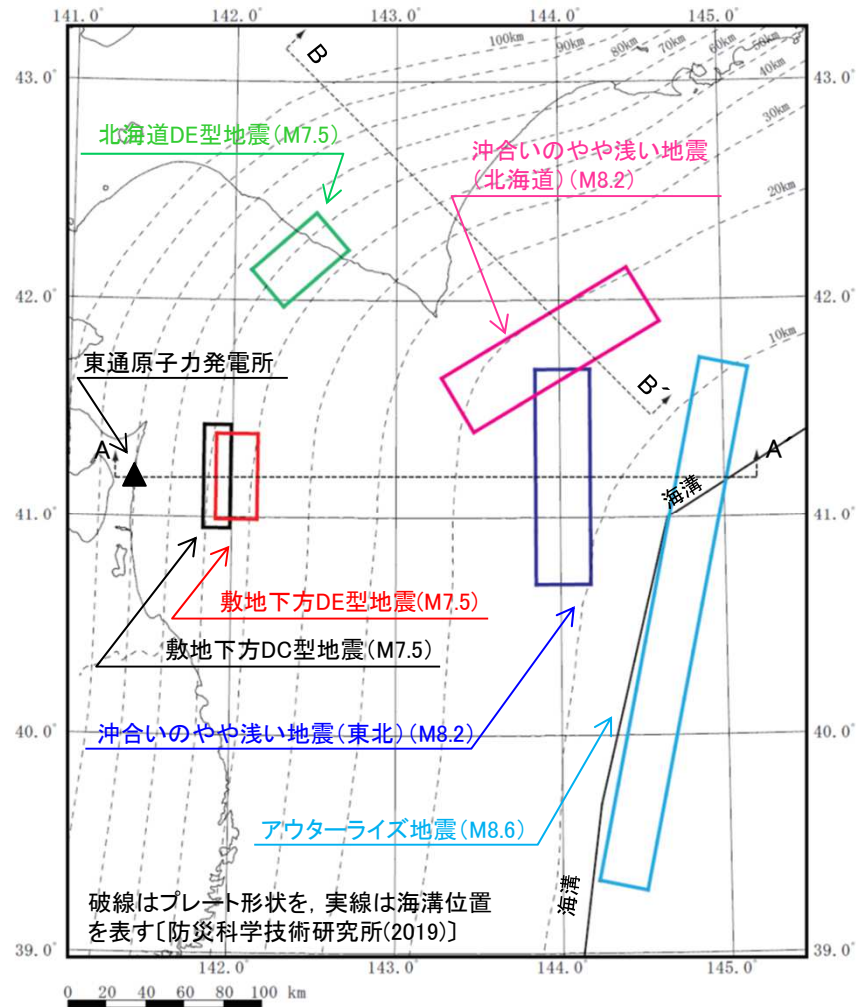 141.0° 142.0° 143.0° 144.0° 145.0°
B
100km 90km 80km 70km 60km 50km
40km
43.0° 43.0°
30km
北海道DE型地震(M7.5)
沖合いのやや浅い地震
(北海道)(M8.2)
20km
42.0° 42.0°
10km
東通原子力発電所
B`
A A
海溝
41.0° 41.0°
敷地下方DE型地震(M7.5)
敷地下方DC型地震(M7.5)
40.0° 40.0°
沖合いのやや浅い地震(東北)(M8.2)
アウターライズ地震(M8.6)
海溝
破線はプレート形状を, 実線は海溝位置
を表す〔防災科学技術研究所(2019)〕
39.0° 39.0°
142.0° 143.0° 144.0° 145.0°
0 20 40 60 80 100 km